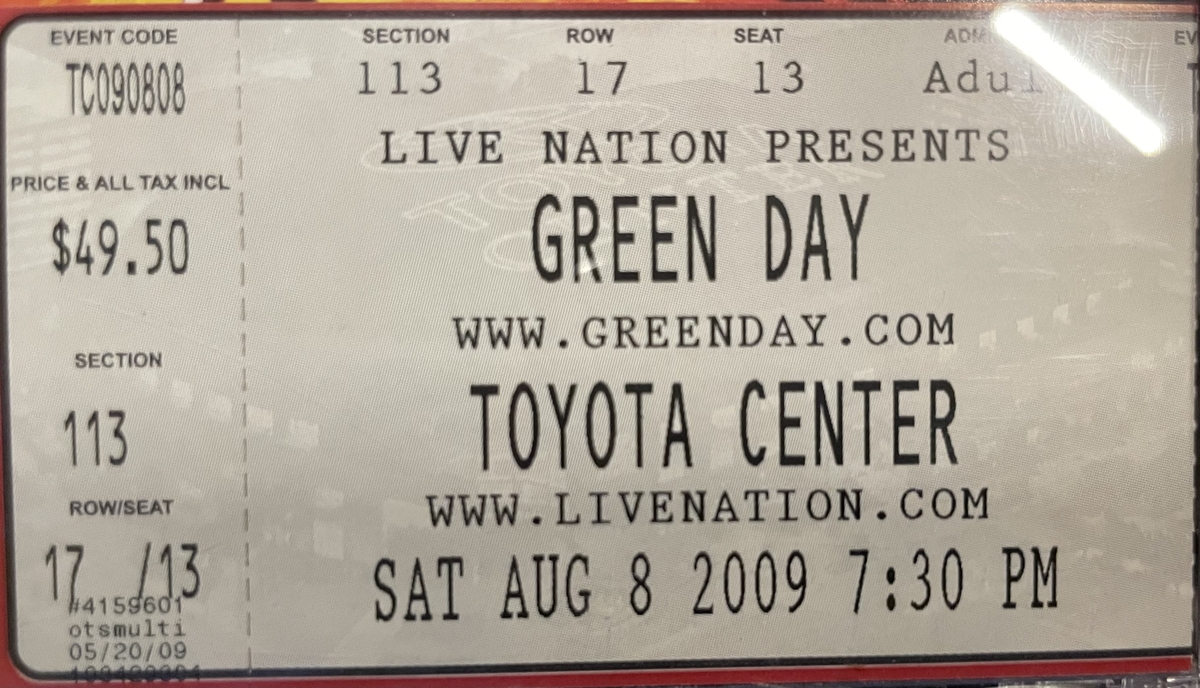 EVENT CODE
TC090808
PRICE & ALL TAX INCL
$49.50
SECTION
113
ROW/SEAT
17 /13
#4159601
otsmulti
05/20/09
SECTION ROW SEAT
113 17 13
LIVE NATION PRESENTS
GREEN DAY
WWW.GREENDAY.COM
TOYOTA CENTER
WWW.LIVENATION.COM
SAT AUG 8 2009 7:30 PM